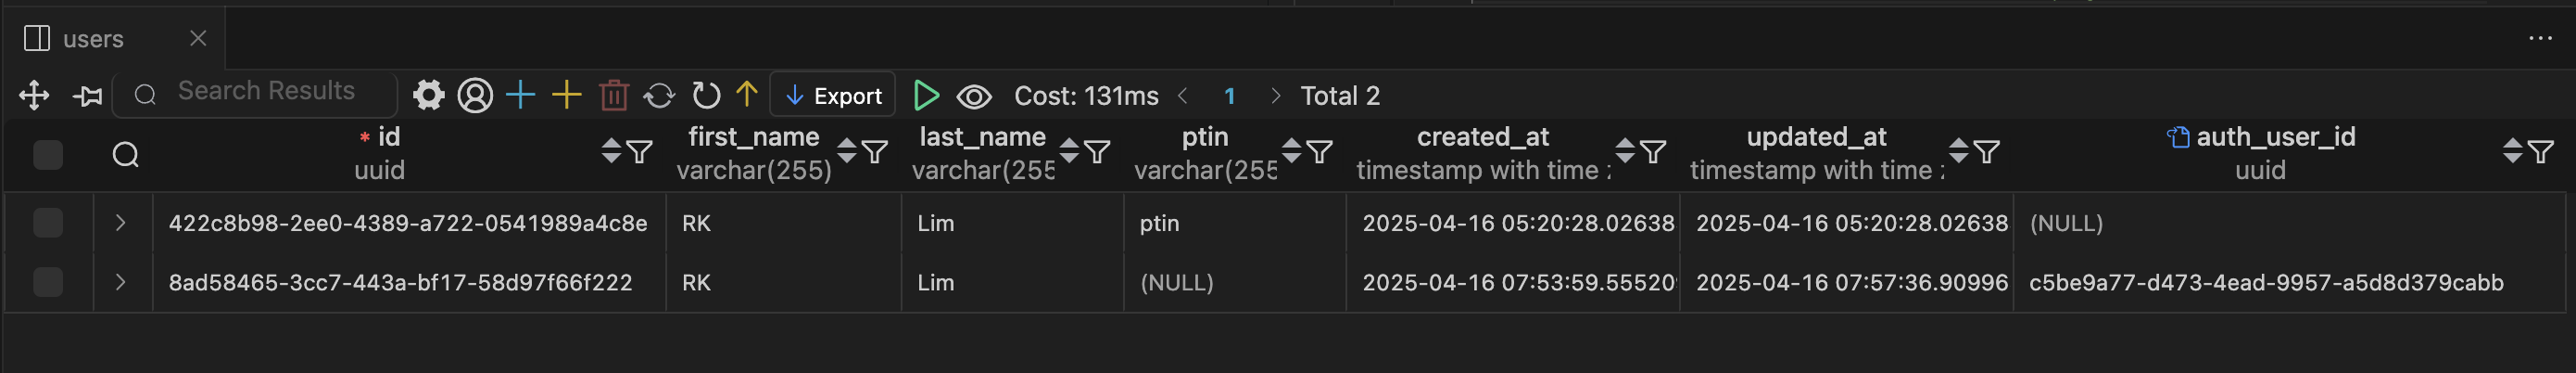 users
Search Results
Export
Cost: 131ms
1
Total 2
* id first_name last_name ptin created_at updated_at auth_user_id
uuid varchar(255) varchar(255 varchar(255 timestamp with time timestamp with time uuid
422c8b98-2ee0-4389-a722-0541989a4c8e RK Lim ptin 2025-04-16 05:20:28.02638 2025-04-16 05:20:28.02638 (NULL)
8ad58465-3cc7-443a-bf17-58d97f66f222 RK Lim (NULL) 2025-04-16 07:53:59.55520 2025-04-16 07:57:36.90996 c5be9a77-d473-4ead-9957-a5d8d379cabb